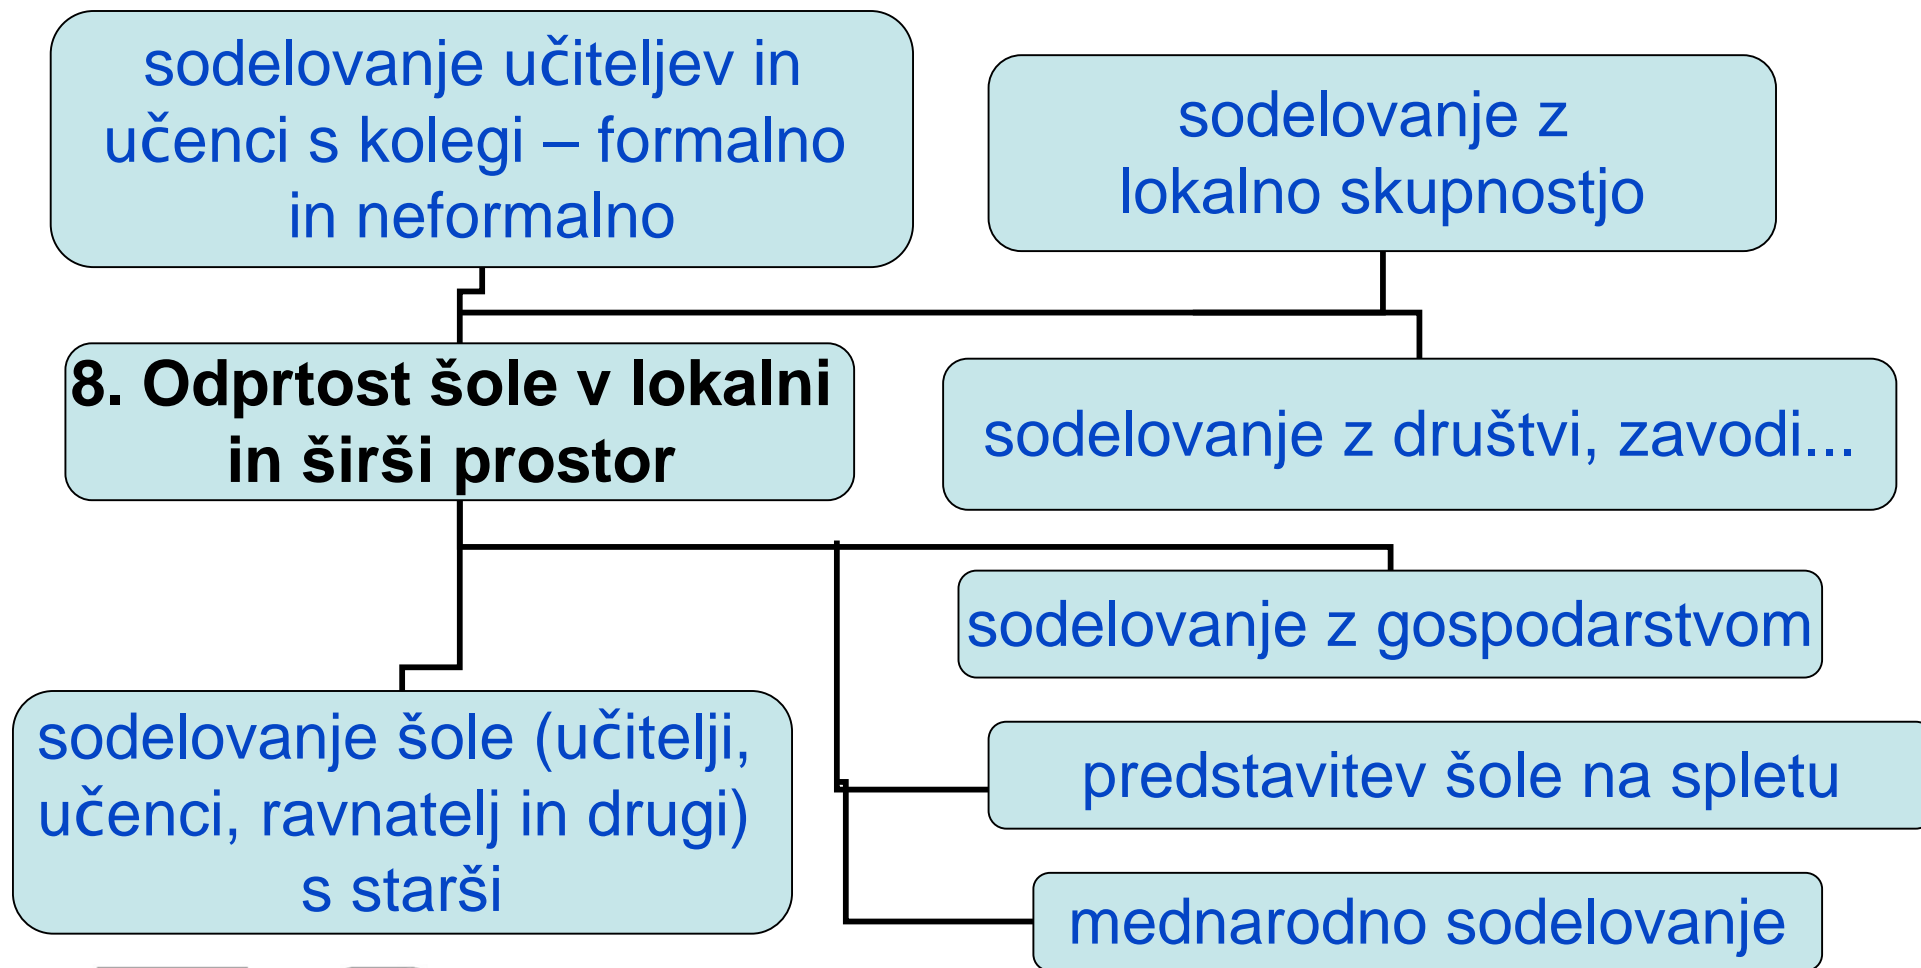 sodelovanje učiteljev in
učenci s kolegi – formalno
in neformalno
sodelovanje z
lokalno skupnostjo
8. Odprtost šole v lokalni
in širši prostor
sodelovanje z društvi, zavodi...
sodelovanje z gospodarstvom
sodelovanje šole (učitelji,
učenci, ravnatelj in drugi)
s starši
predstavitev šole na spletu
mednarodno sodelovanje